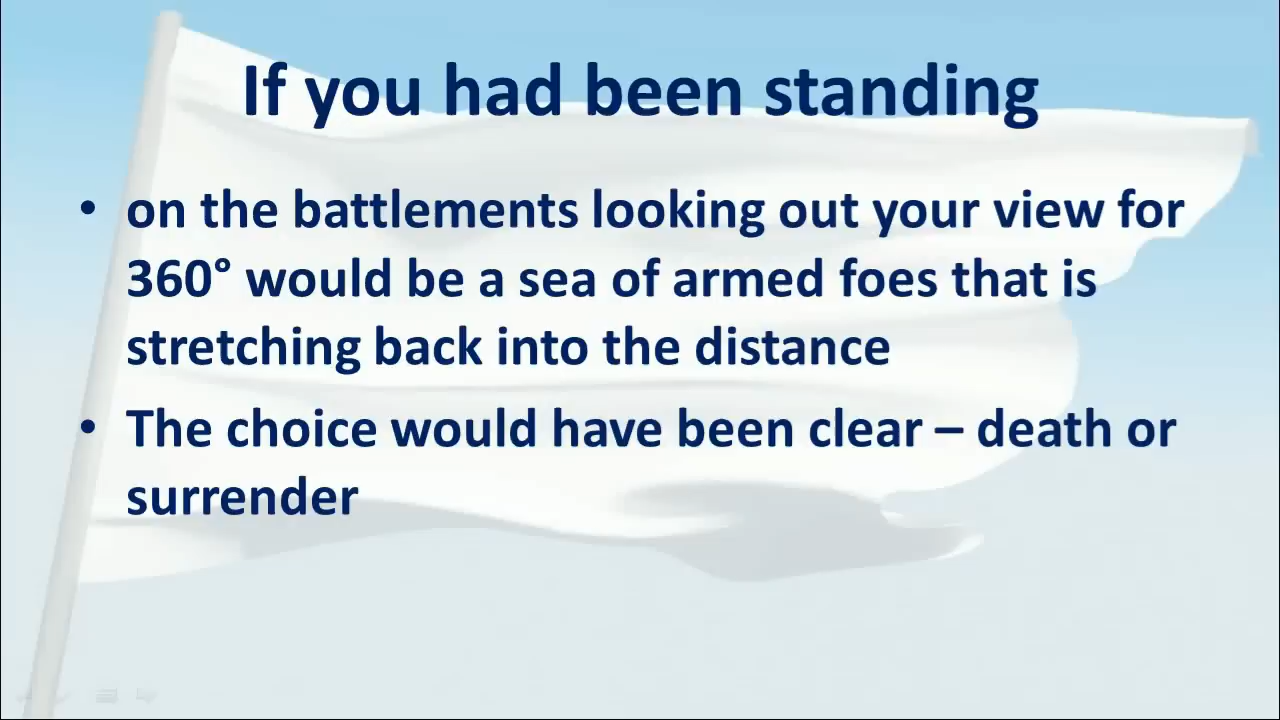 If you had been standing
• on the battlements looking out your view for
360° would be a sea of armed foes that is
stretching back into the distance
• The choice would have been clear – death or
surrender